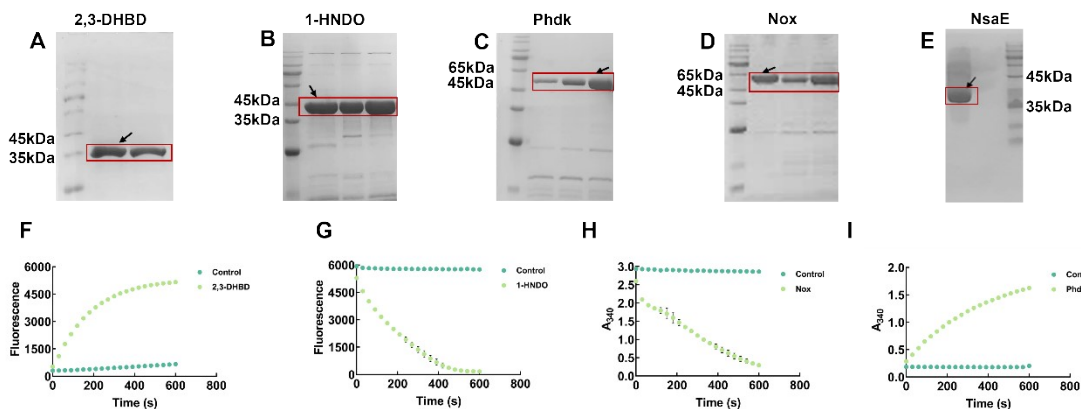 2,3-DHBD
1-HNDO
Phdk
Nox
NsaE
A
B
C
D
E
45kDa
35kDa
45kDa
35kDa
65kDa
45kDa
65kDa
45kDa
45kDa
35kDa
F
G
H
I
Fluorescence
6000
4500
3000
1500
0
0 200 400 600 800
Time (s)
Control
2,3-DHBD
Fluorescence
6000
4500
3000
1500
0
0 200 400 600 800
Time (s)
Control
1-HNDO
A340
3.0
2.5
2.0
1.5
1.0
0.5
0.0
0 200 400 600 800
Time (s)
Control
Nox
A340
2.0
1.5
1.0
0.5
0.0
0 200 400 600 800
Time (s)
Con
Phd